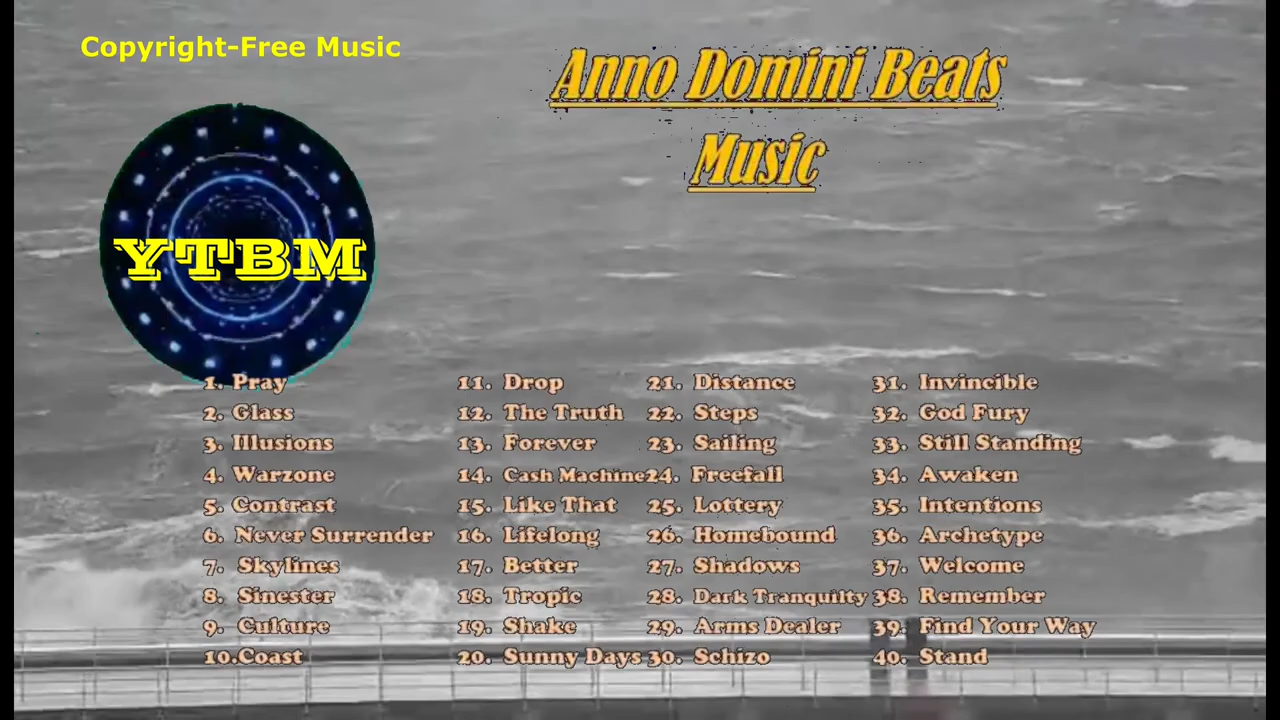 Copyright-Free Music
Anno Domini Beats
Music
YTBM
1. Pray
2. Glass
3. Illusions
4. Warzone
5. Contrast
6. Never Surrender
7. Skylines
8. Sinester
9. Culture
10.Coast
11. Drop
12. The Truth
13. Forever
14. Cash Machine
15. Like That
16. Lifelong
17. Better
18. Tropic
19. Shake
20. Sunny Days
21. Distance
22. Steps
23. Sailing
24. Freefall
25. Lottery
26. Homebound
27. Shadows
28. Dark Tranquility
29. Arms Dealer
30. Schizo
31. Invincible
32. God Fury
33. Still Standing
34. Awaken
35. Intentions
36. Archetype
37. Welcome
38. Remember
39. Find Your Way
40. Stand